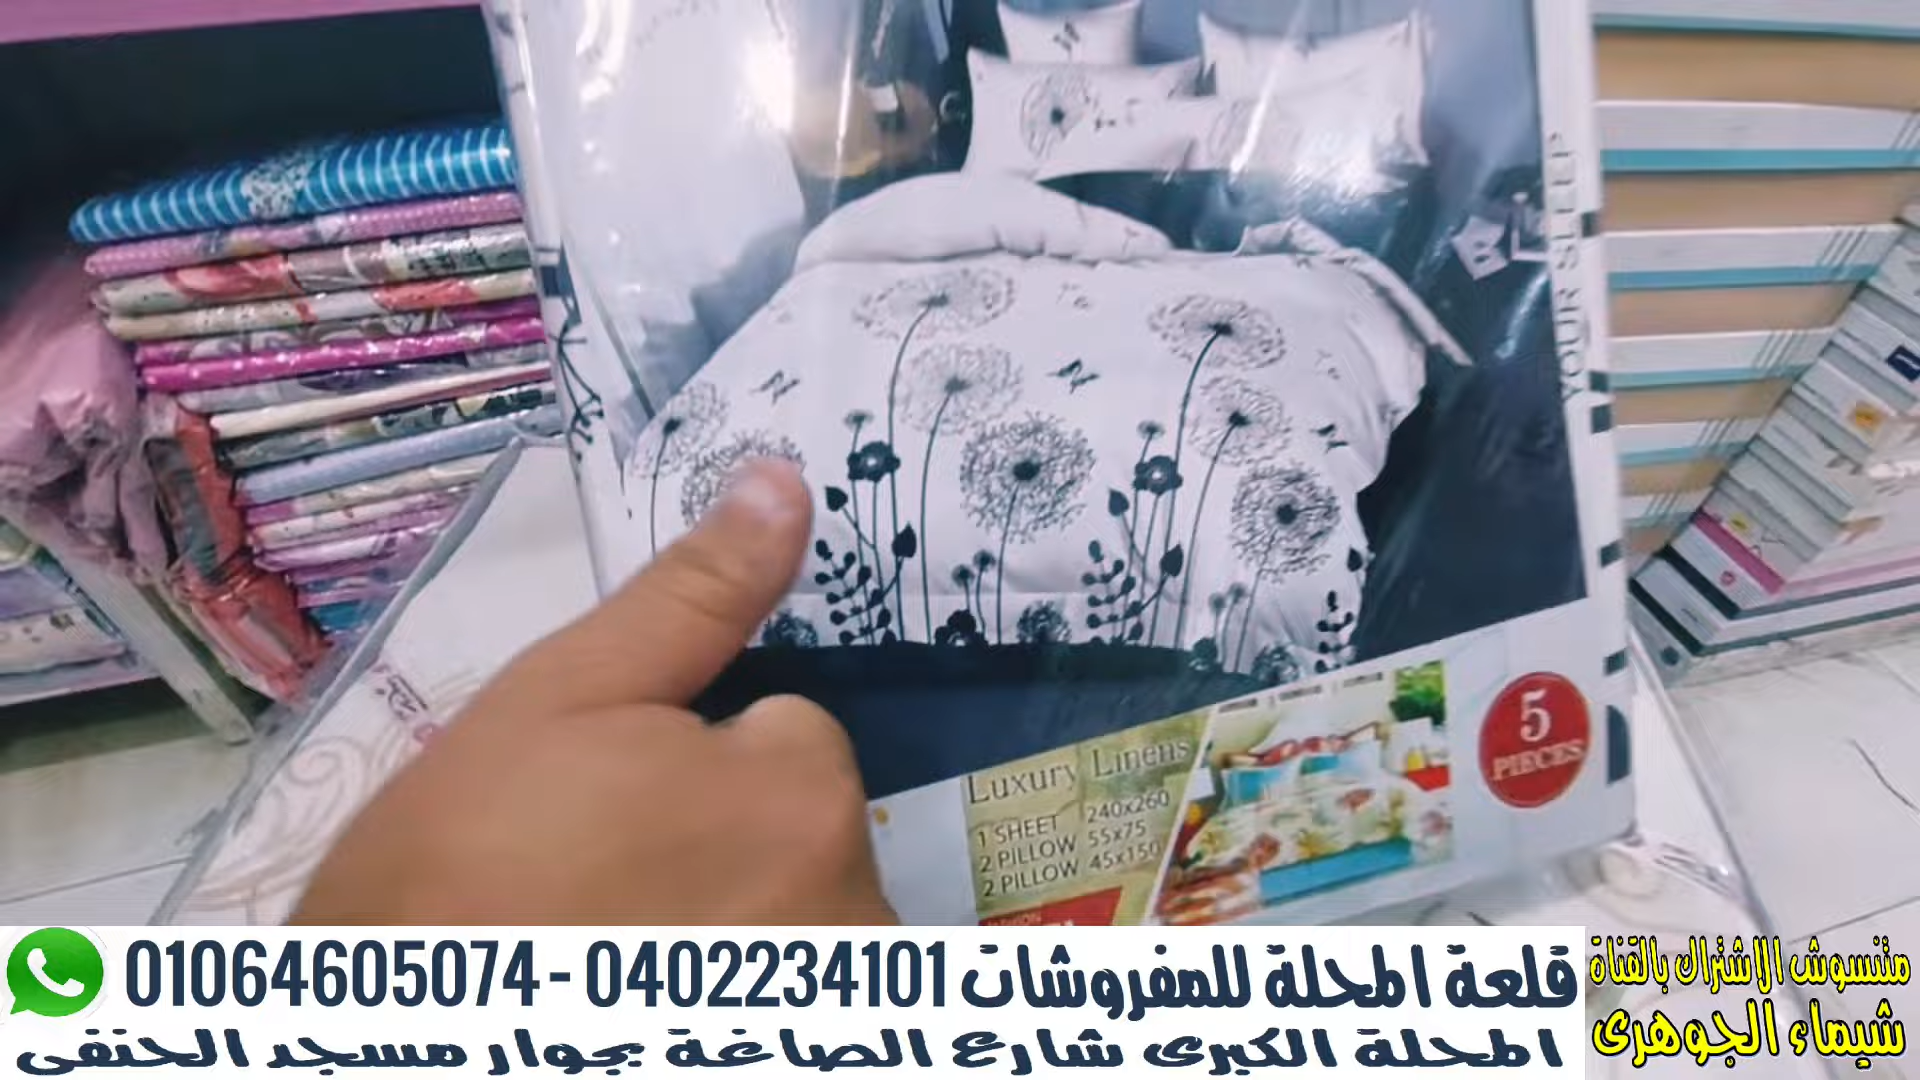 YOUR SLEEP
5
PIECES
Luxury Linens
1 SHEET 240x260
2 PILLOW 55x75
2 PILLOW 45x150
قلعة المحلة للمفروشات 0402234101 - 01064605074
المحلة الكبرى شارع الصاغة بجوار مسجد الحنفى
متنسوش الاشتراك بالقناة
شيماء الجوهرى